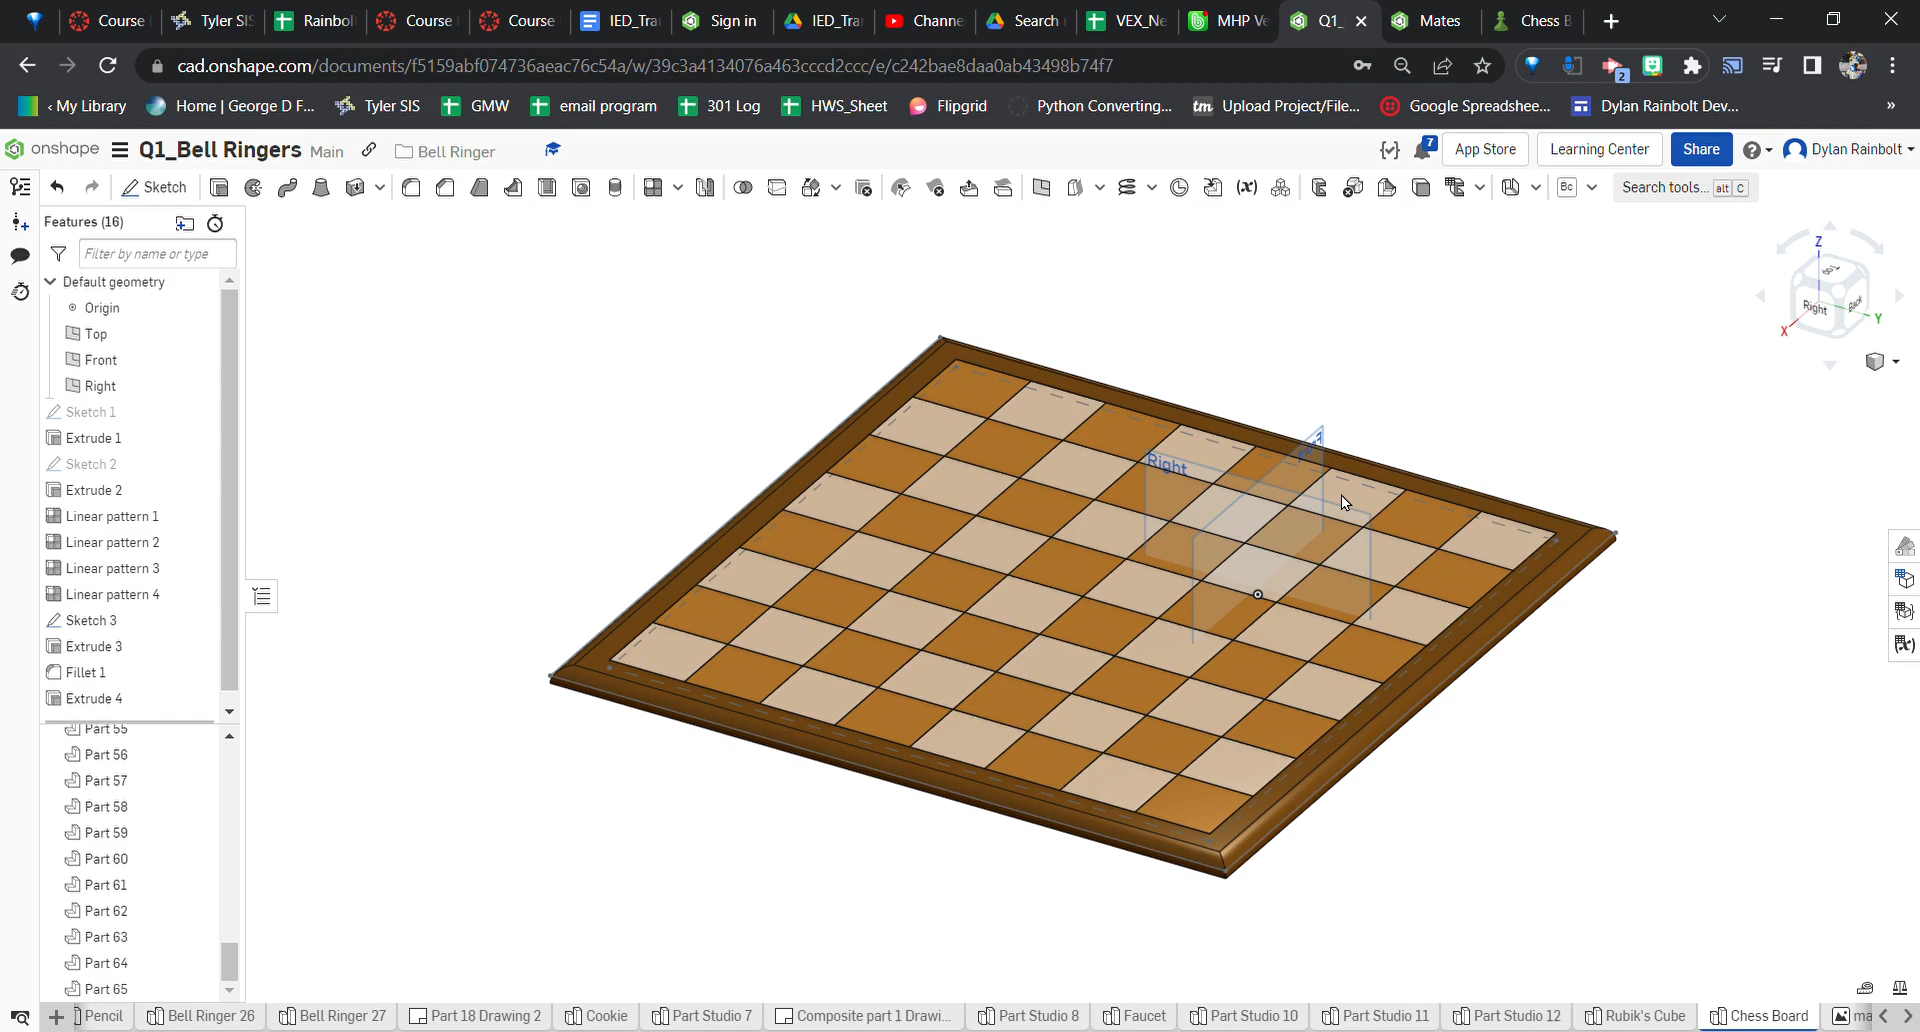 Course
Tyler SIS
Rainbol
Course
Course
IED_Tra
Sign in
IED_Tra
Channe
Search
VEX_Ne
MHP Ve
Q1_
Mates
Chess B
cad.onshape.com/documents/f5159abf074736aeac76c54a/w/39c3a4134076a463cccd2ccc/e/c242bae8daa0ab43498b74f7
2
‹ My Library
Home | George D F...
Tyler SIS
GMW
email program
301 Log
HWS_Sheet
Flipgrid
Python Converting...
tm Upload Project/File...
Google Spreadshee...
Dylan Rainbolt Dev...
»
onshape
Q1_Bell Ringers Main
Bell Ringer
7
App Store
Learning Center
Share
Dylan Rainbolt
Sketch
Bc
Search tools... alt C
Features (16)
Filter by name or type
Default geometry
Origin
Top
Front
Right
Sketch 1
Extrude 1
Sketch 2
Extrude 2
Linear pattern 1
Linear pattern 2
Linear pattern 3
Linear pattern 4
Sketch 3
Extrude 3
Fillet 1
Extrude 4
Part 55
Part 56
Part 57
Part 58
Part 59
Part 60
Part 61
Part 62
Part 63
Part 64
Part 65
Right
Front
Z
Top
Right
Back
X
Y
Pencil
Bell Ringer 26
Bell Ringer 27
Part 18 Drawing 2
Cookie
Part Studio 7
Composite part 1 Drawi...
Part Studio 8
Faucet
Part Studio 10
Part Studio 11
Part Studio 12
Rubik's Cube
Chess Board
ma